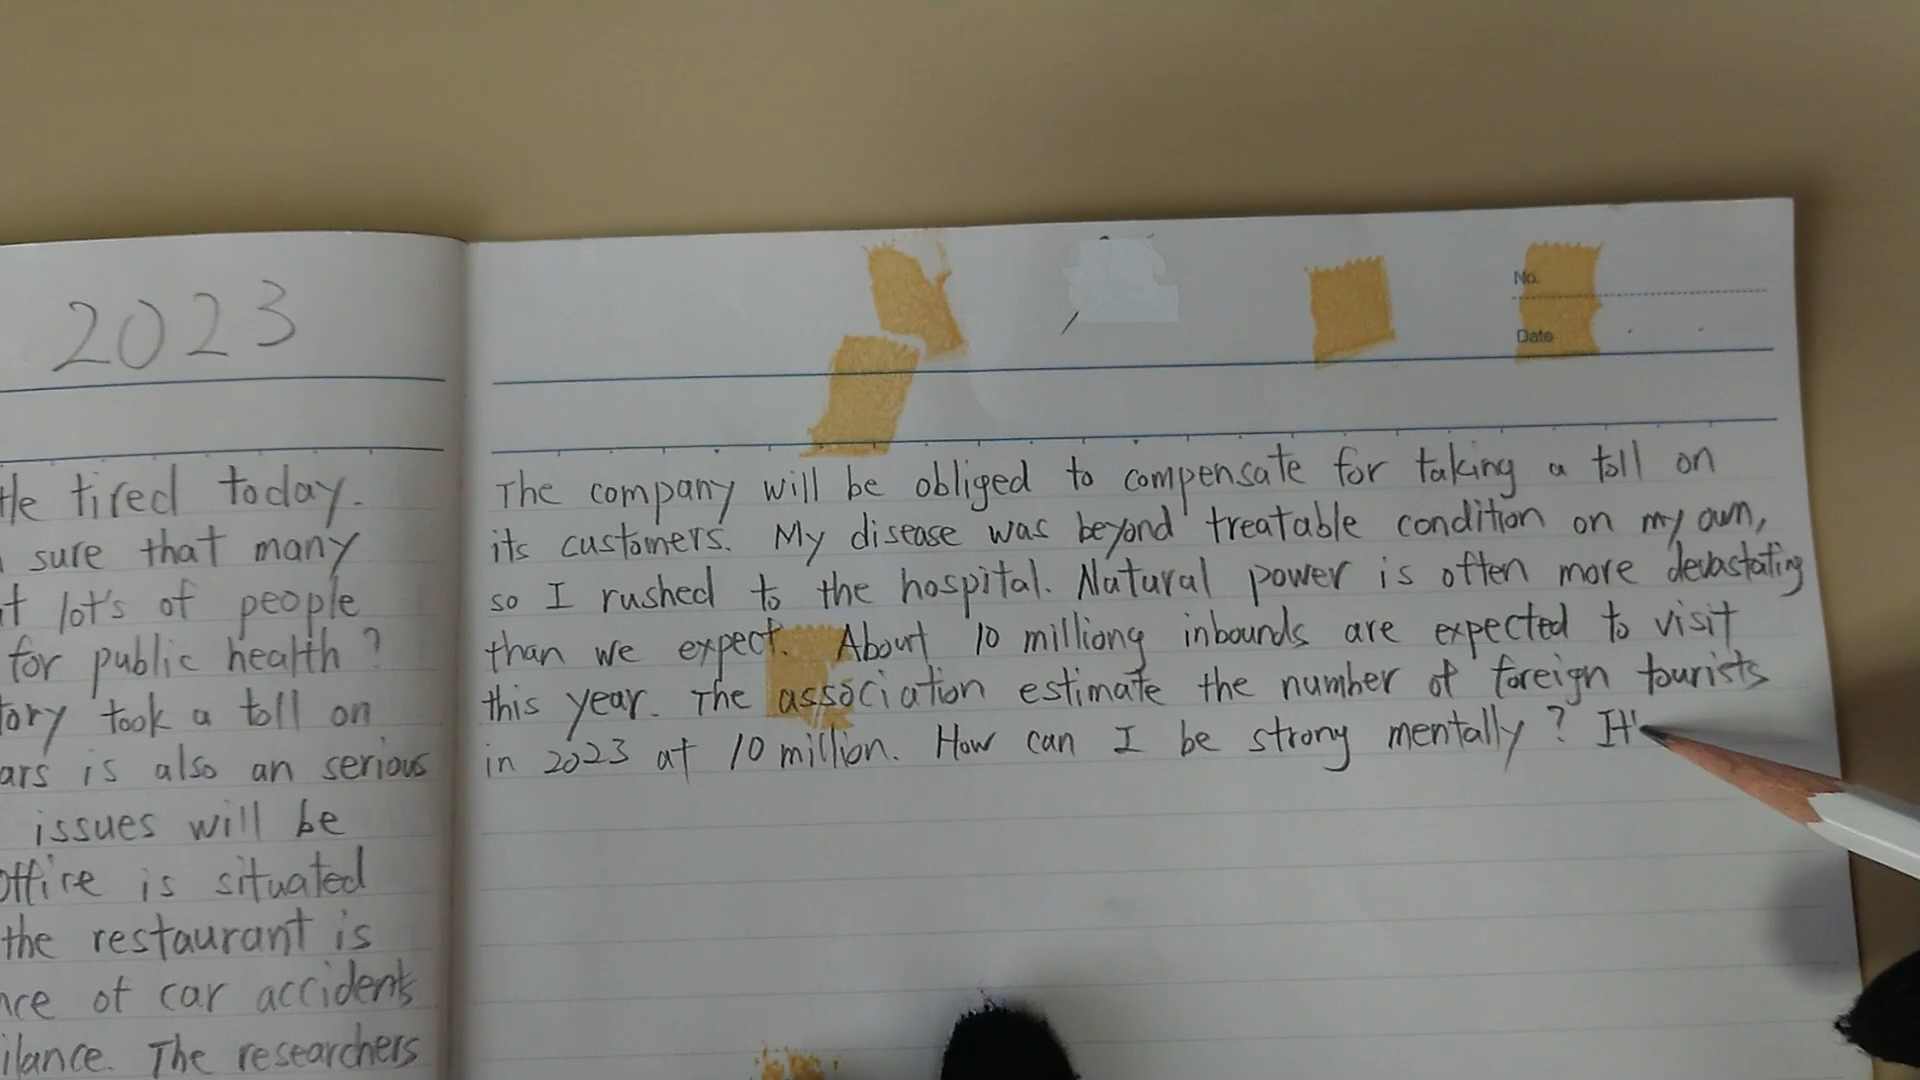 2023
tired today.
sure that many
lot's of people
for public health?
took a toll on
is also an serious
issues will be
office is situated
the restaurant is
of car accidents
The researchers
No.
Date
The company will be obliged to compensate for taking a toll on
its customers. My disease was beyond treatable condition on my own,
so I rushed to the hospital. Natural power is often more devastating
than we expect. About 10 milliong inbounds are expected to visit
this year. The association estimate the number of foreign tourists
in 2023 at 10 million. How can I be strong mentally? It'